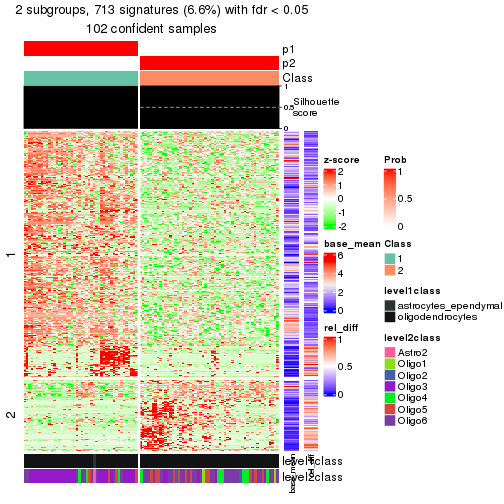 2 subgroups, 713 signatures (6.6%) with fdr < 0.05
102 confident samples
p1
p2
Class
1
0.5
0
Silhouette
score
1
2
level1class
level2class
base_mean
rel_diff
z-score
2
1
0
-1
-2
base_mean
6
4
2
0
rel_diff
1
0.5
0
Prob
1
0.5
0
Class
1
2
level1class
astrocytes_ependymal
oligodendrocytes
level2class
Astro2
Oligo1
Oligo2
Oligo3
Oligo4
Oligo5
Oligo6